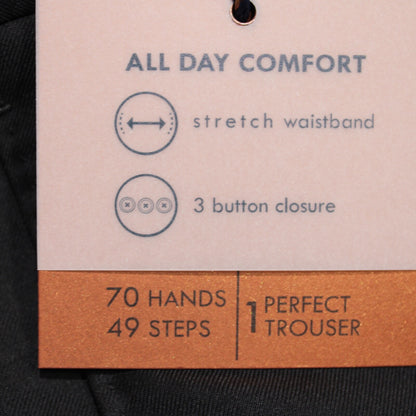 ALL DAY COMFORT
stretch waistband
3 button closure
70 HANDS
49 STEPS
1 PERFECT
TROUSER